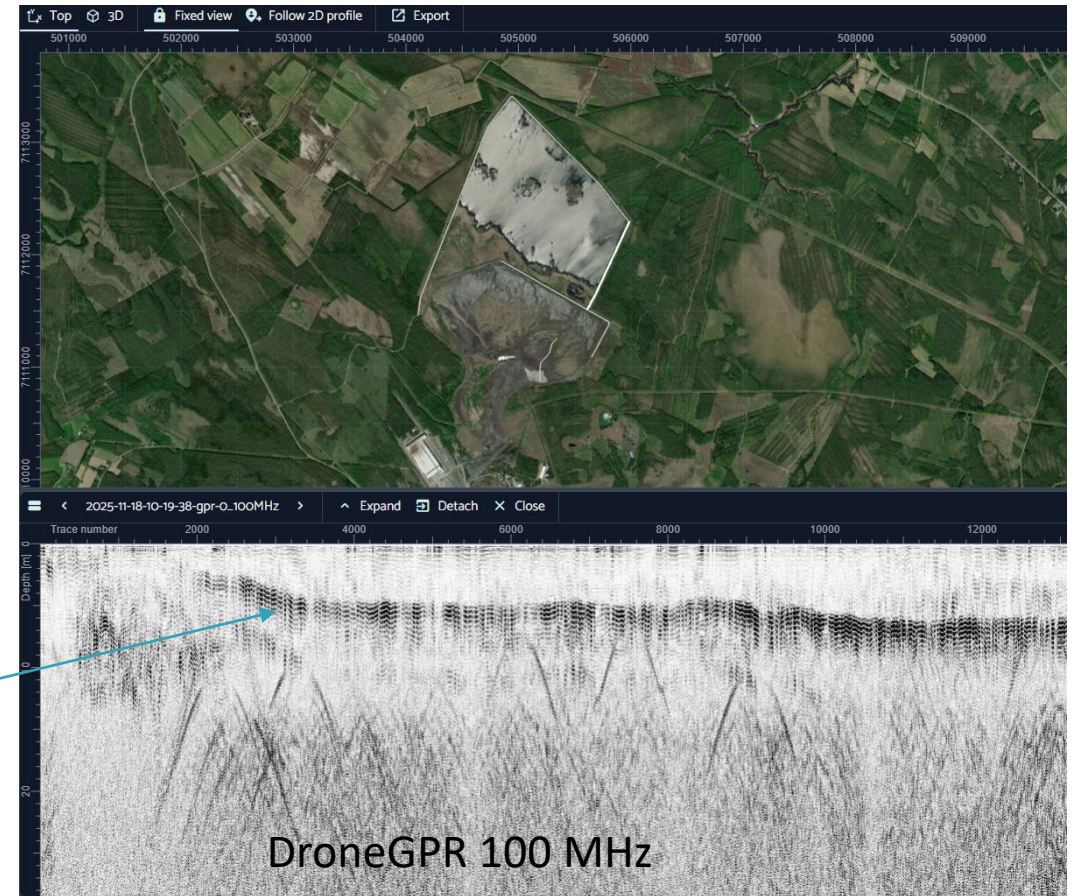 Top 3D Fixed view Follow 2D profile Export
501000 502000 503000 504000 505000 506000 507000 508000 509000
7113000
7112000
7111000
0000
2025-11-18-10-19-38-gpr-0_100MHz Expand Detach Close
Trace number 2000 4000 6000 8000 10000 12000
0
Depth [m]
0
20
DroneGPR 100 MHz